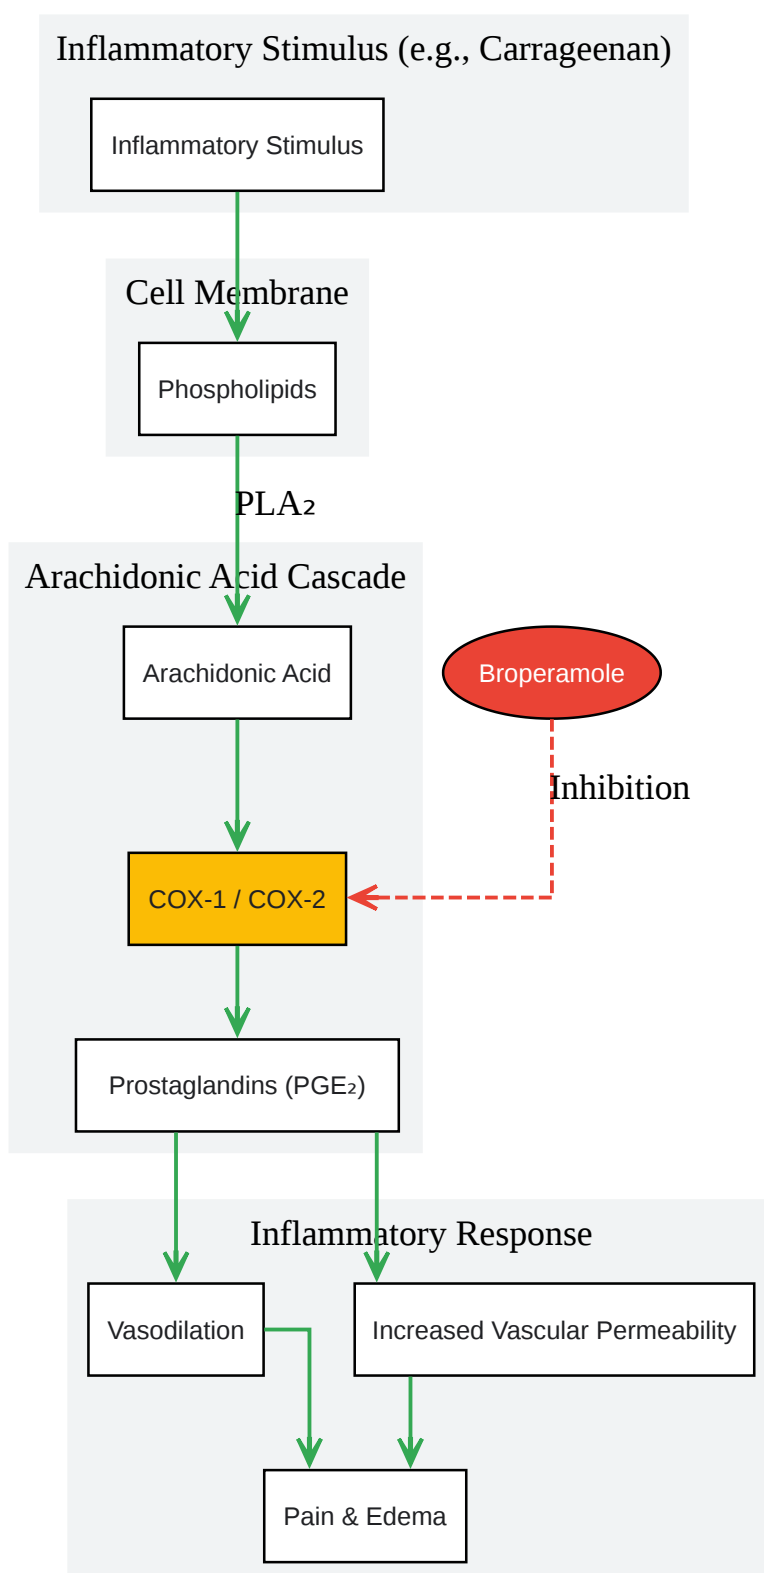 Inflammatory Stimulus (e.g., Carrageenan)
Inflammatory Stimulus
Cell Membrane
Phospholipids
PLA₂
Arachidonic Acid Cascade
Arachidonic Acid
Broperamole
Inhibition
COX-1 / COX-2
Prostaglandins (PGE₂)
Inflammatory Response
Vasodilation
Increased Vascular Permeability
Pain & Edema